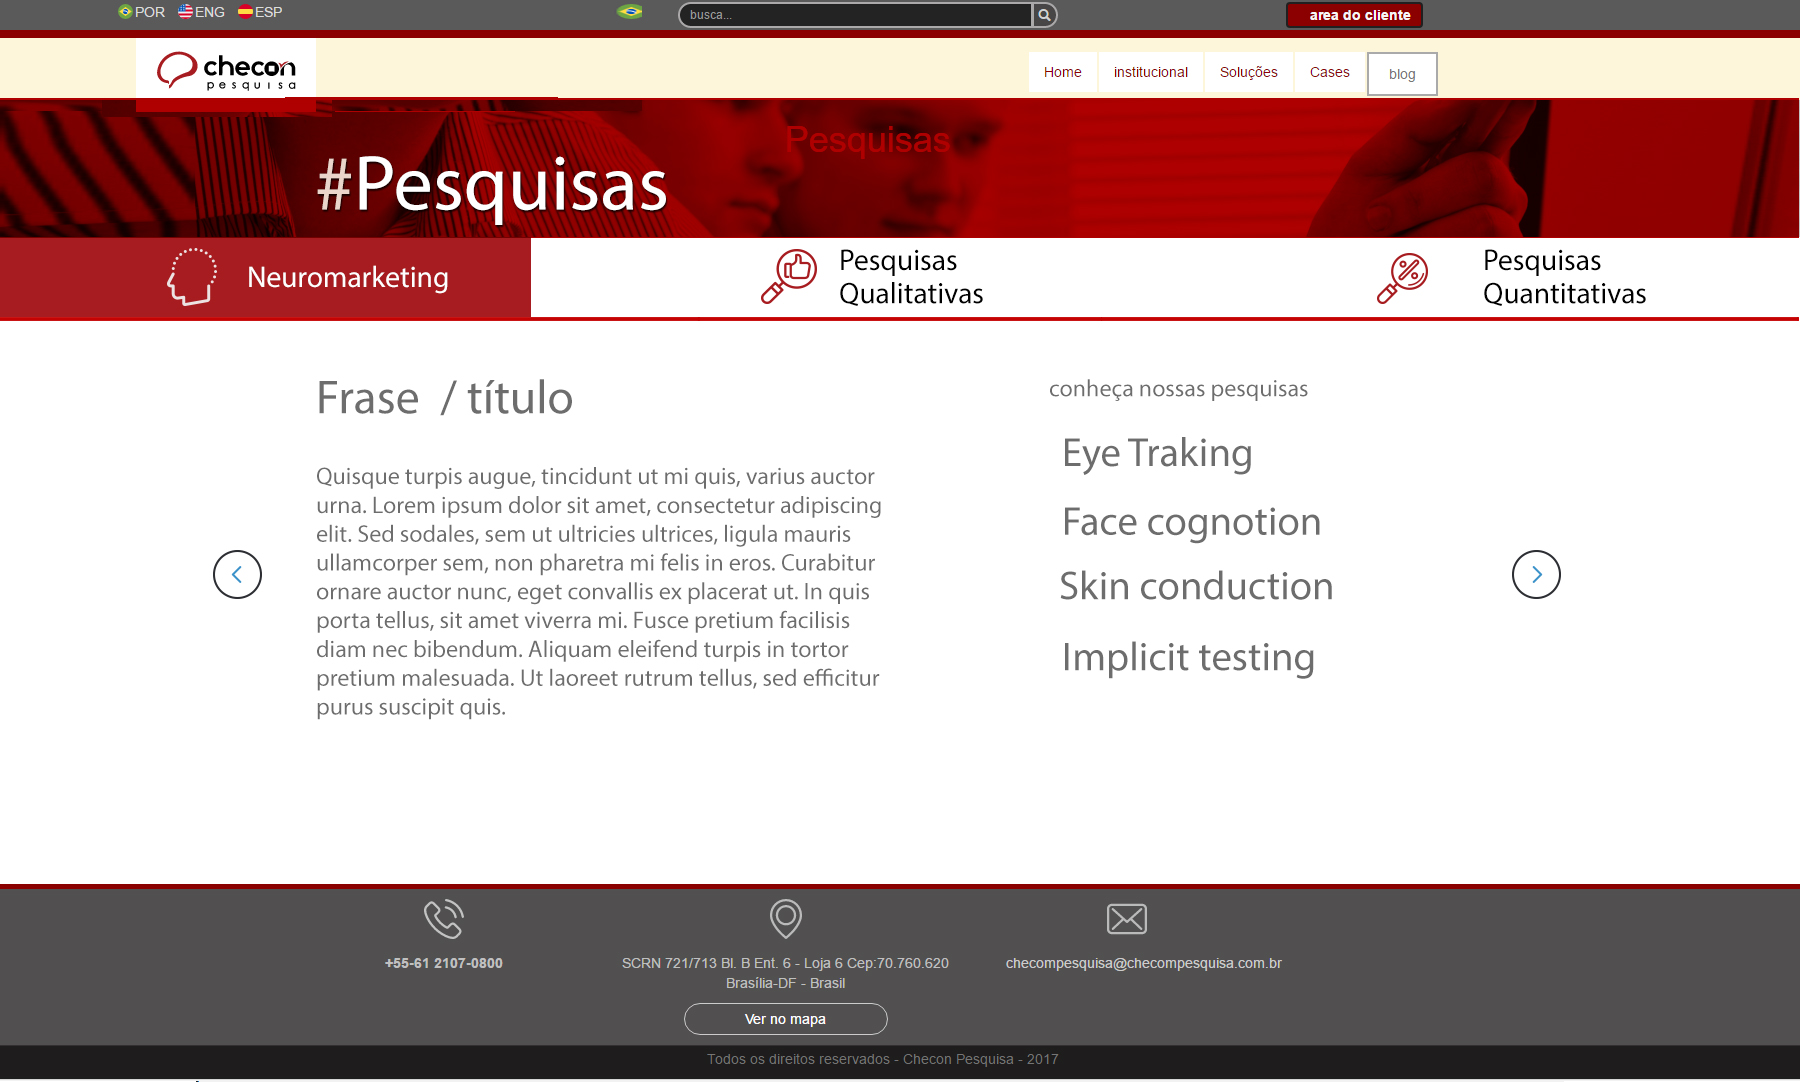 POR ENG ESP
busca...
area do cliente
checon
pesquisa
Home
institucional
Soluções
Cases
blog
Pesquisas
#Pesquisas
Neuromarketing
Pesquisas
Qualitativas
Pesquisas
Quantitativas
Frase / título
Quisque turpis augue, tincidunt ut mi quis, varius auctor
urna. Lorem ipsum dolor sit amet, consectetur adipiscing
elit. Sed sodales, sem ut ultricies ultrices, ligula mauris
ullamcorper sem, non pharetra mi felis in eros. Curabitur
ornare auctor nunc, eget convallis ex placerat ut. In quis
porta tellus, sit amet viverra mi. Fusce pretium facilisis
diam nec bibendum. Aliquam eleifend turpis in tortor
pretium malesuada. Ut laoreet rutrum tellus, sed efficitur
purus suscipit quis.
conheça nossas pesquisas
Eye Traking
Face cognotion
Skin conduction
Implicit testing
+55-61 2107-0800
SCRN 721/713 Bl. B Ent. 6 - Loja 6 Cep:70.760.620
Brasília-DF - Brasil
Ver no mapa
checompesquisa@checompesquisa.com.br
Todos os direitos reservados - Checon Pesquisa - 2017